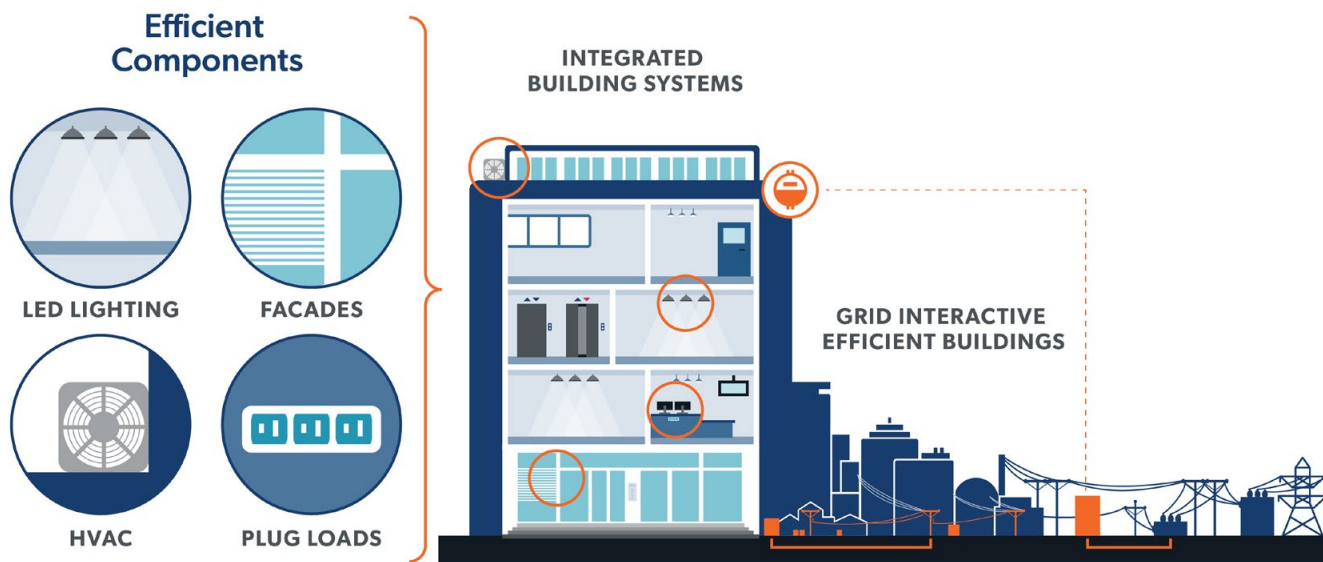 Efficient
Components
LED LIGHTING
FACADES
HVAC
PLUG LOADS
INTEGRATED
BUILDING SYSTEMS
GRID INTERACTIVE
EFFICIENT BUILDINGS